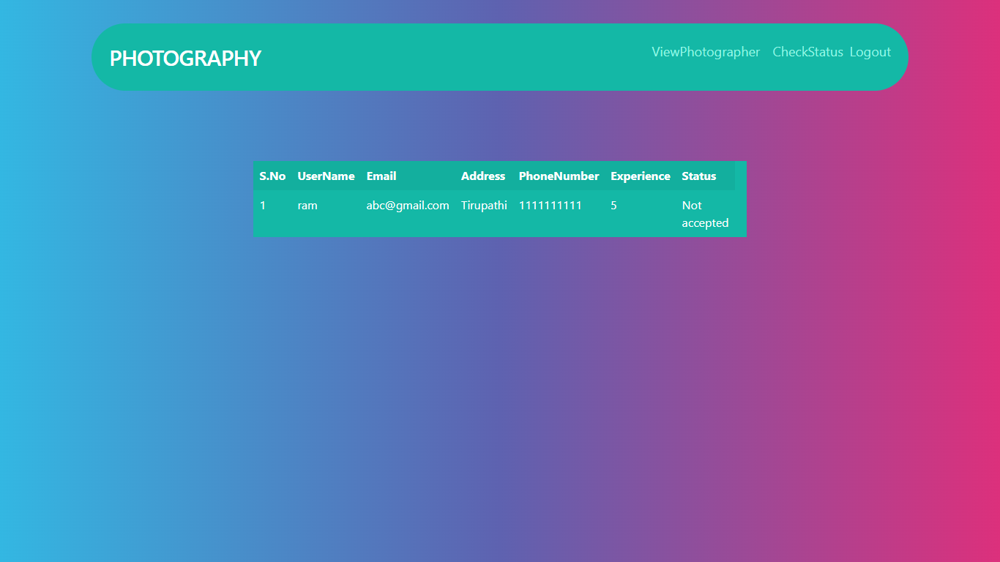 PHOTOGRAPHY
ViewPhotographer CheckStatus Logout
S.No UserName Email Address PhoneNumber Experience Status
1 ram abc@gmail.com Tirupathi 1111111111 5 Not
accepted